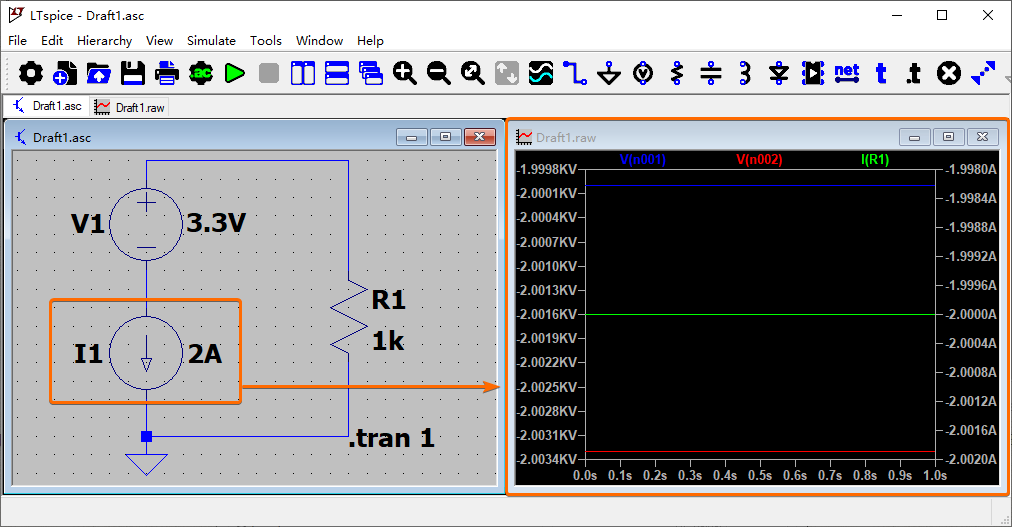 LTspice - Draft1.asc
File Edit Hierarchy View Simulate Tools Window Help
.ac
net
t
.t
Draft1.asc
Draft1.raw
Draft1.asc
V1
3.3V
I1
2A
R1
1k
.tran 1
Draft1.raw
V(n001) V(n002) I(R1)
-1.9998KV -1.9980A
-2.0001KV -1.9984A
-2.0004KV -1.9988A
-2.0007KV -1.9992A
-2.0010KV -1.9996A
-2.0013KV
-2.0016KV -2.0000A
-2.0019KV -2.0004A
-2.0022KV -2.0008A
-2.0025KV -2.0012A
-2.0028KV
-2.0031KV -2.0016A
-2.0034KV -2.0020A
0.0s 0.1s 0.2s 0.3s 0.4s 0.5s 0.6s 0.7s 0.8s 0.9s 1.0s